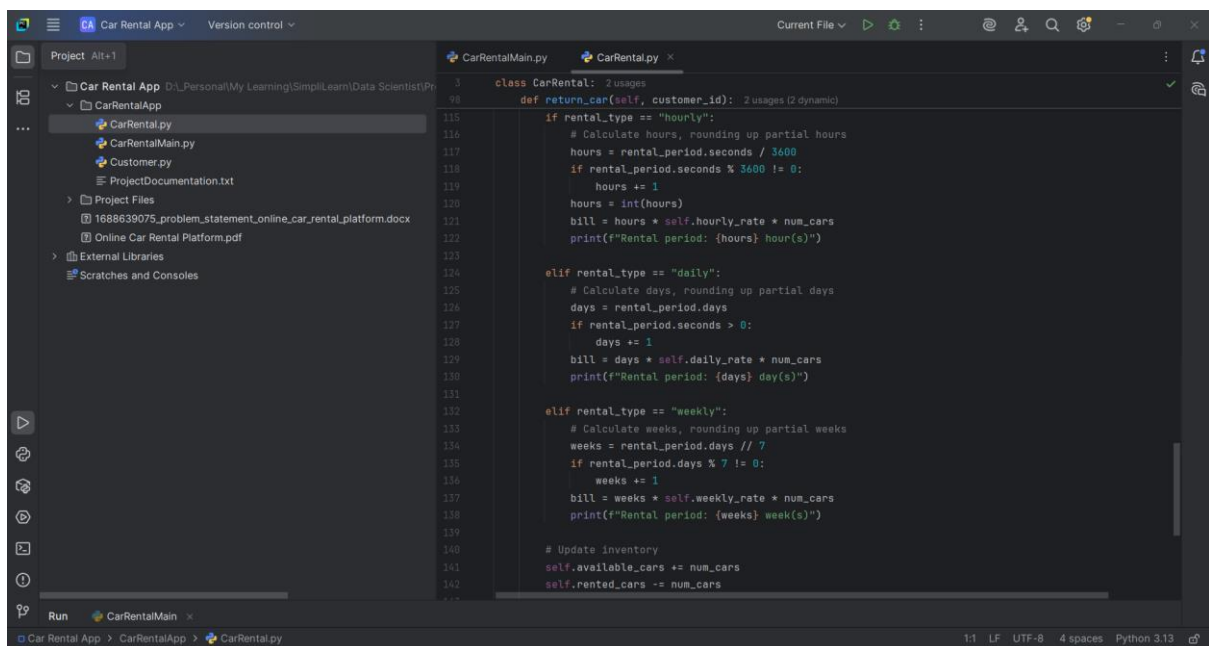 CA Car Rental App Version control Current File
Project Alt+1
CarRentalMain.py CarRental.py
Car Rental App D:\_Personal\My Learning\SimpliLearn\Data Scientist\Pr
CarRentalApp
CarRental.py
CarRentalMain.py
Customer.py
ProjectDocumentation.txt
Project Files
1688639075_problem_statement_online_car_rental_platform.docx
Online Car Rental Platform.pdf
External Libraries
Scratches and Consoles
3 class CarRental: 2 usages
98 def return_car(self, customer_id): 2 usages (2 dynamic)
115 if rental_type == "hourly":
116 # Calculate hours, rounding up partial hours
117 hours = rental_period.seconds / 3600
118 if rental_period.seconds % 3600 != 0:
119 hours += 1
120 hours = int(hours)
121 bill = hours * self.hourly_rate * num_cars
122 print(f"Rental period: {hours} hour(s)")
123
124 elif rental_type == "daily":
125 # Calculate days, rounding up partial days
126 days = rental_period.days
127 if rental_period.seconds > 0:
128 days += 1
129 bill = days * self.daily_rate * num_cars
130 print(f"Rental period: {days} day(s)")
131
132 elif rental_type == "weekly":
133 # Calculate weeks, rounding up partial weeks
134 weeks = rental_period.days // 7
135 if rental_period.days % 7 != 0:
136 weeks += 1
137 bill = weeks * self.weekly_rate * num_cars
138 print(f"Rental period: {weeks} week(s)")
139
140 # Update inventory
141 self.available_cars += num_cars
142 self.rented_cars -= num_cars
Run CarRentalMain
Car Rental App > CarRentalApp > CarRental.py 1:1 LF UTF-8 4 spaces Python 3.13